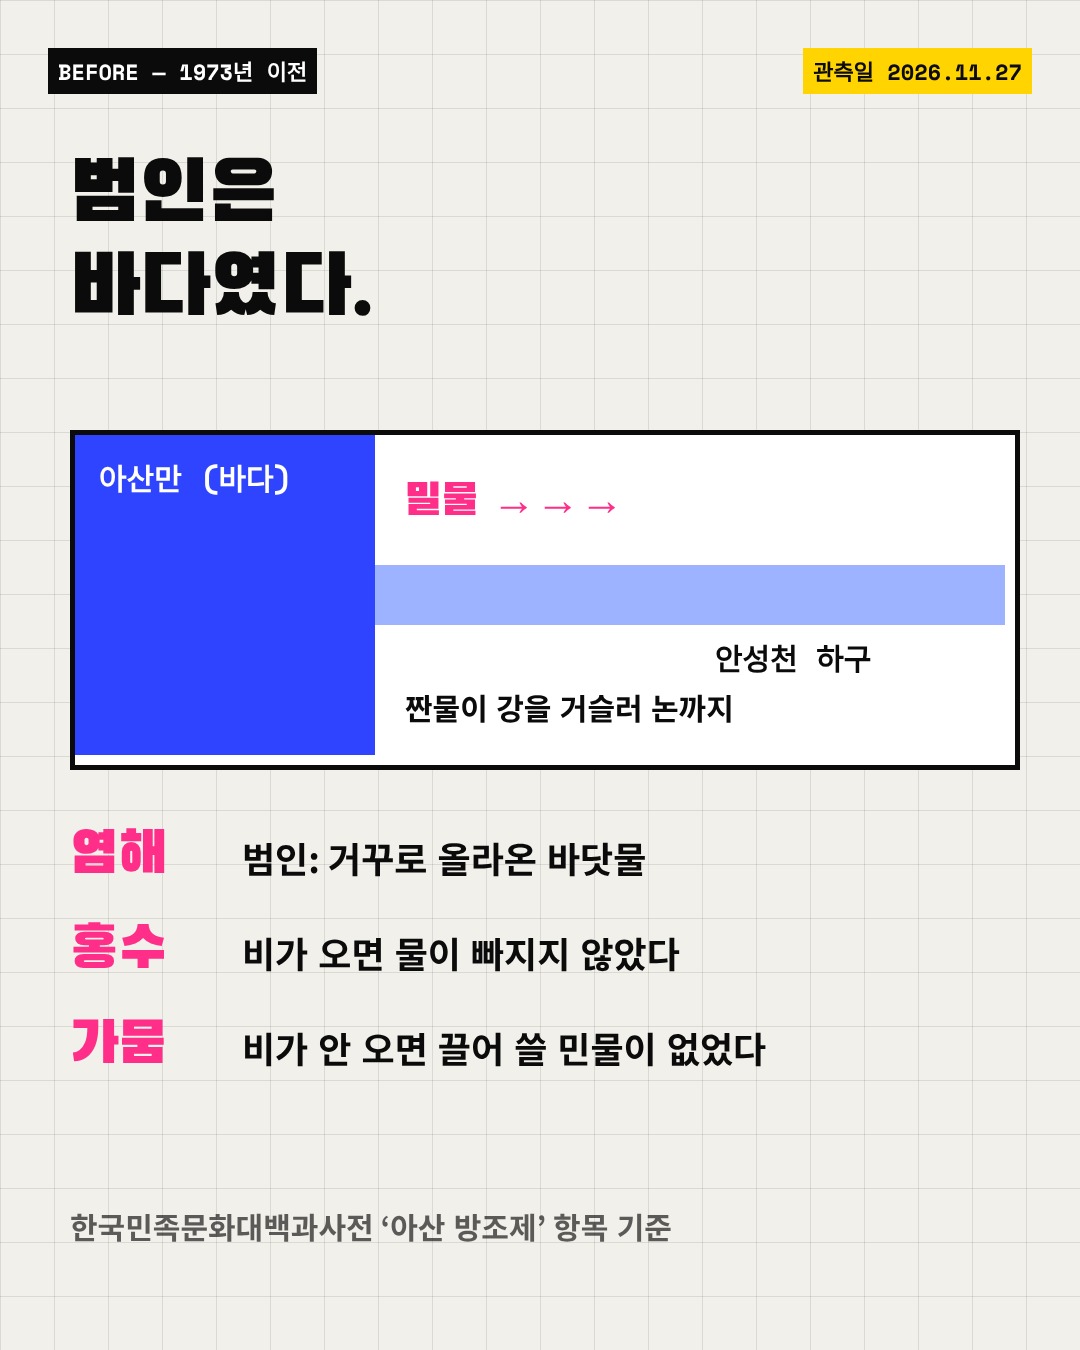 BEFORE — 1973년 이전
관측일 2026.11.27
범인은
바다였다.
아산만 (바다)
밀물 → → →
안성천 하구
짠물이 강을 거슬러 논까지
염해
범인: 거꾸로 올라온 바닷물
홍수
비가 오면 물이 빠지지 않았다
가뭄
비가 안 오면 끌어 쓸 민물이 없었다
한국민족문화대백과사전 ‘아산 방조제’ 항목 기준